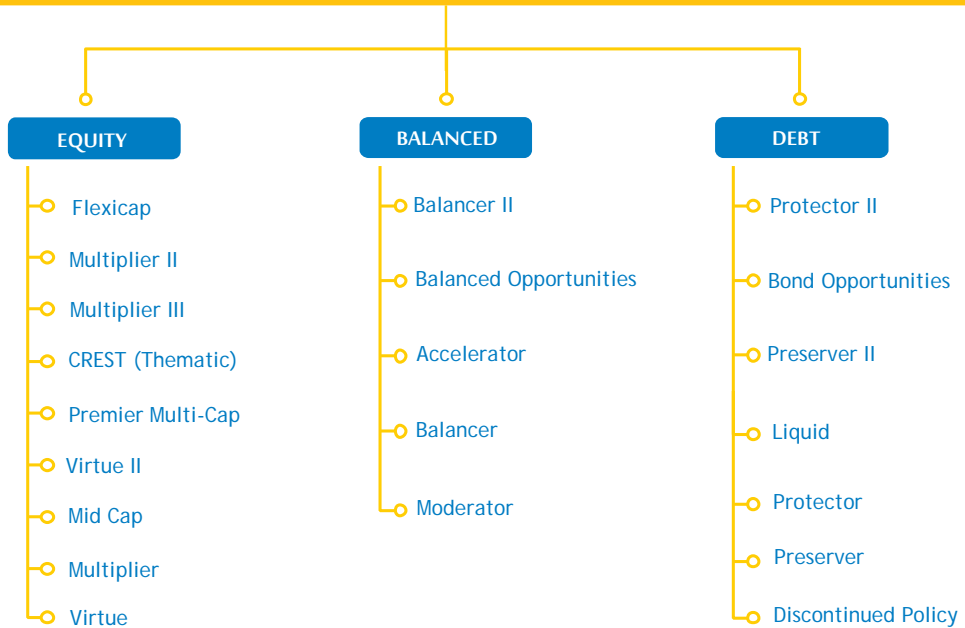 EQUITY
Flexicap
Multiplier II
Multiplier III
CREST (Thematic)
Premier Multi-Cap
Virtue II
Mid Cap
Multiplier
Virtue
BALANCED
Balancer II
Balanced Opportunities
Accelerator
Balancer
Moderator
DEBT
Protector II
Bond Opportunities
Preserver II
Liquid
Protector
Preserver
Discontinued Policy